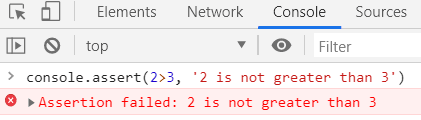 Elements Network Console Sources
top Filter
console.assert(2>3, '2 is not greater than 3')
Assertion failed: 2 is not greater than 3